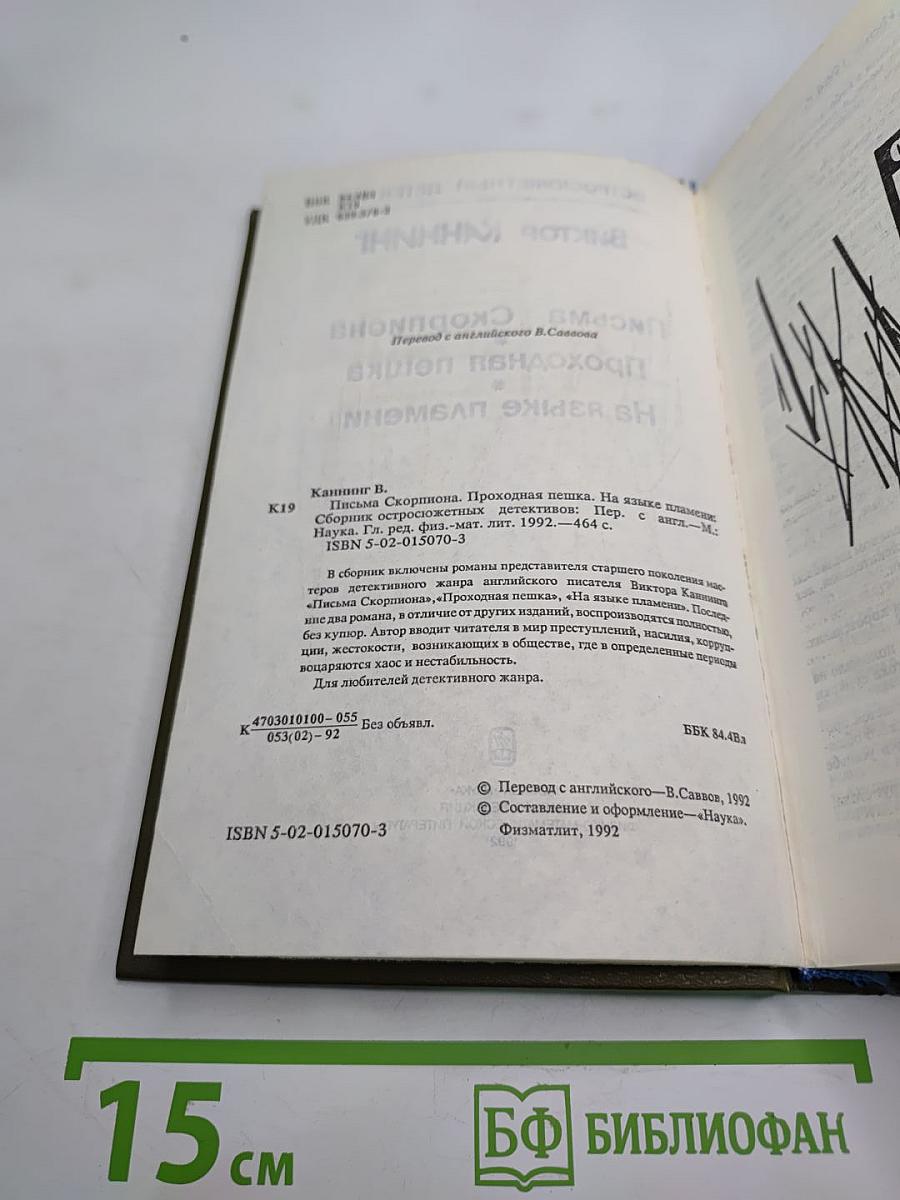 К19
Перевод с английского В.Саввова
Каннинг В.
К19 Письма Скорпиона. Проходная пешка. На языке пламени:
Сборник остросюжетных детективов: Пер. с англ.—М.:
Наука. Гл. ред. физ.-мат. лит. 1992.—464 с.
ISBN 5-02-015070-3
В сборник включены романы представителя старшего поколения мас-
теров детективного жанра английского писателя Виктора Каннинга
«Письма Скорпиона»,«Проходная пешка», «На языке пламени». Послед-
ние два романа, в отличие от других изданий, воспроизводятся полностью,
без купюр. Автор вводит читателя в мир преступлений, насилия, корруп-
ции, жестокости, возникающих в обществе, где в определенные периоды
воцаряются хаос и нестабильность.
Для любителей детективного жанра.
К 4703010100–055 Без объявл.
053(02)–92
ББК 84.4Вл
© Перевод с английского—В.Саввов, 1992
© Составление и оформление—«Наука».
Физматлит, 1992
ISBN 5-02-015070-3
15 см
БФ БИБЛИОФАН